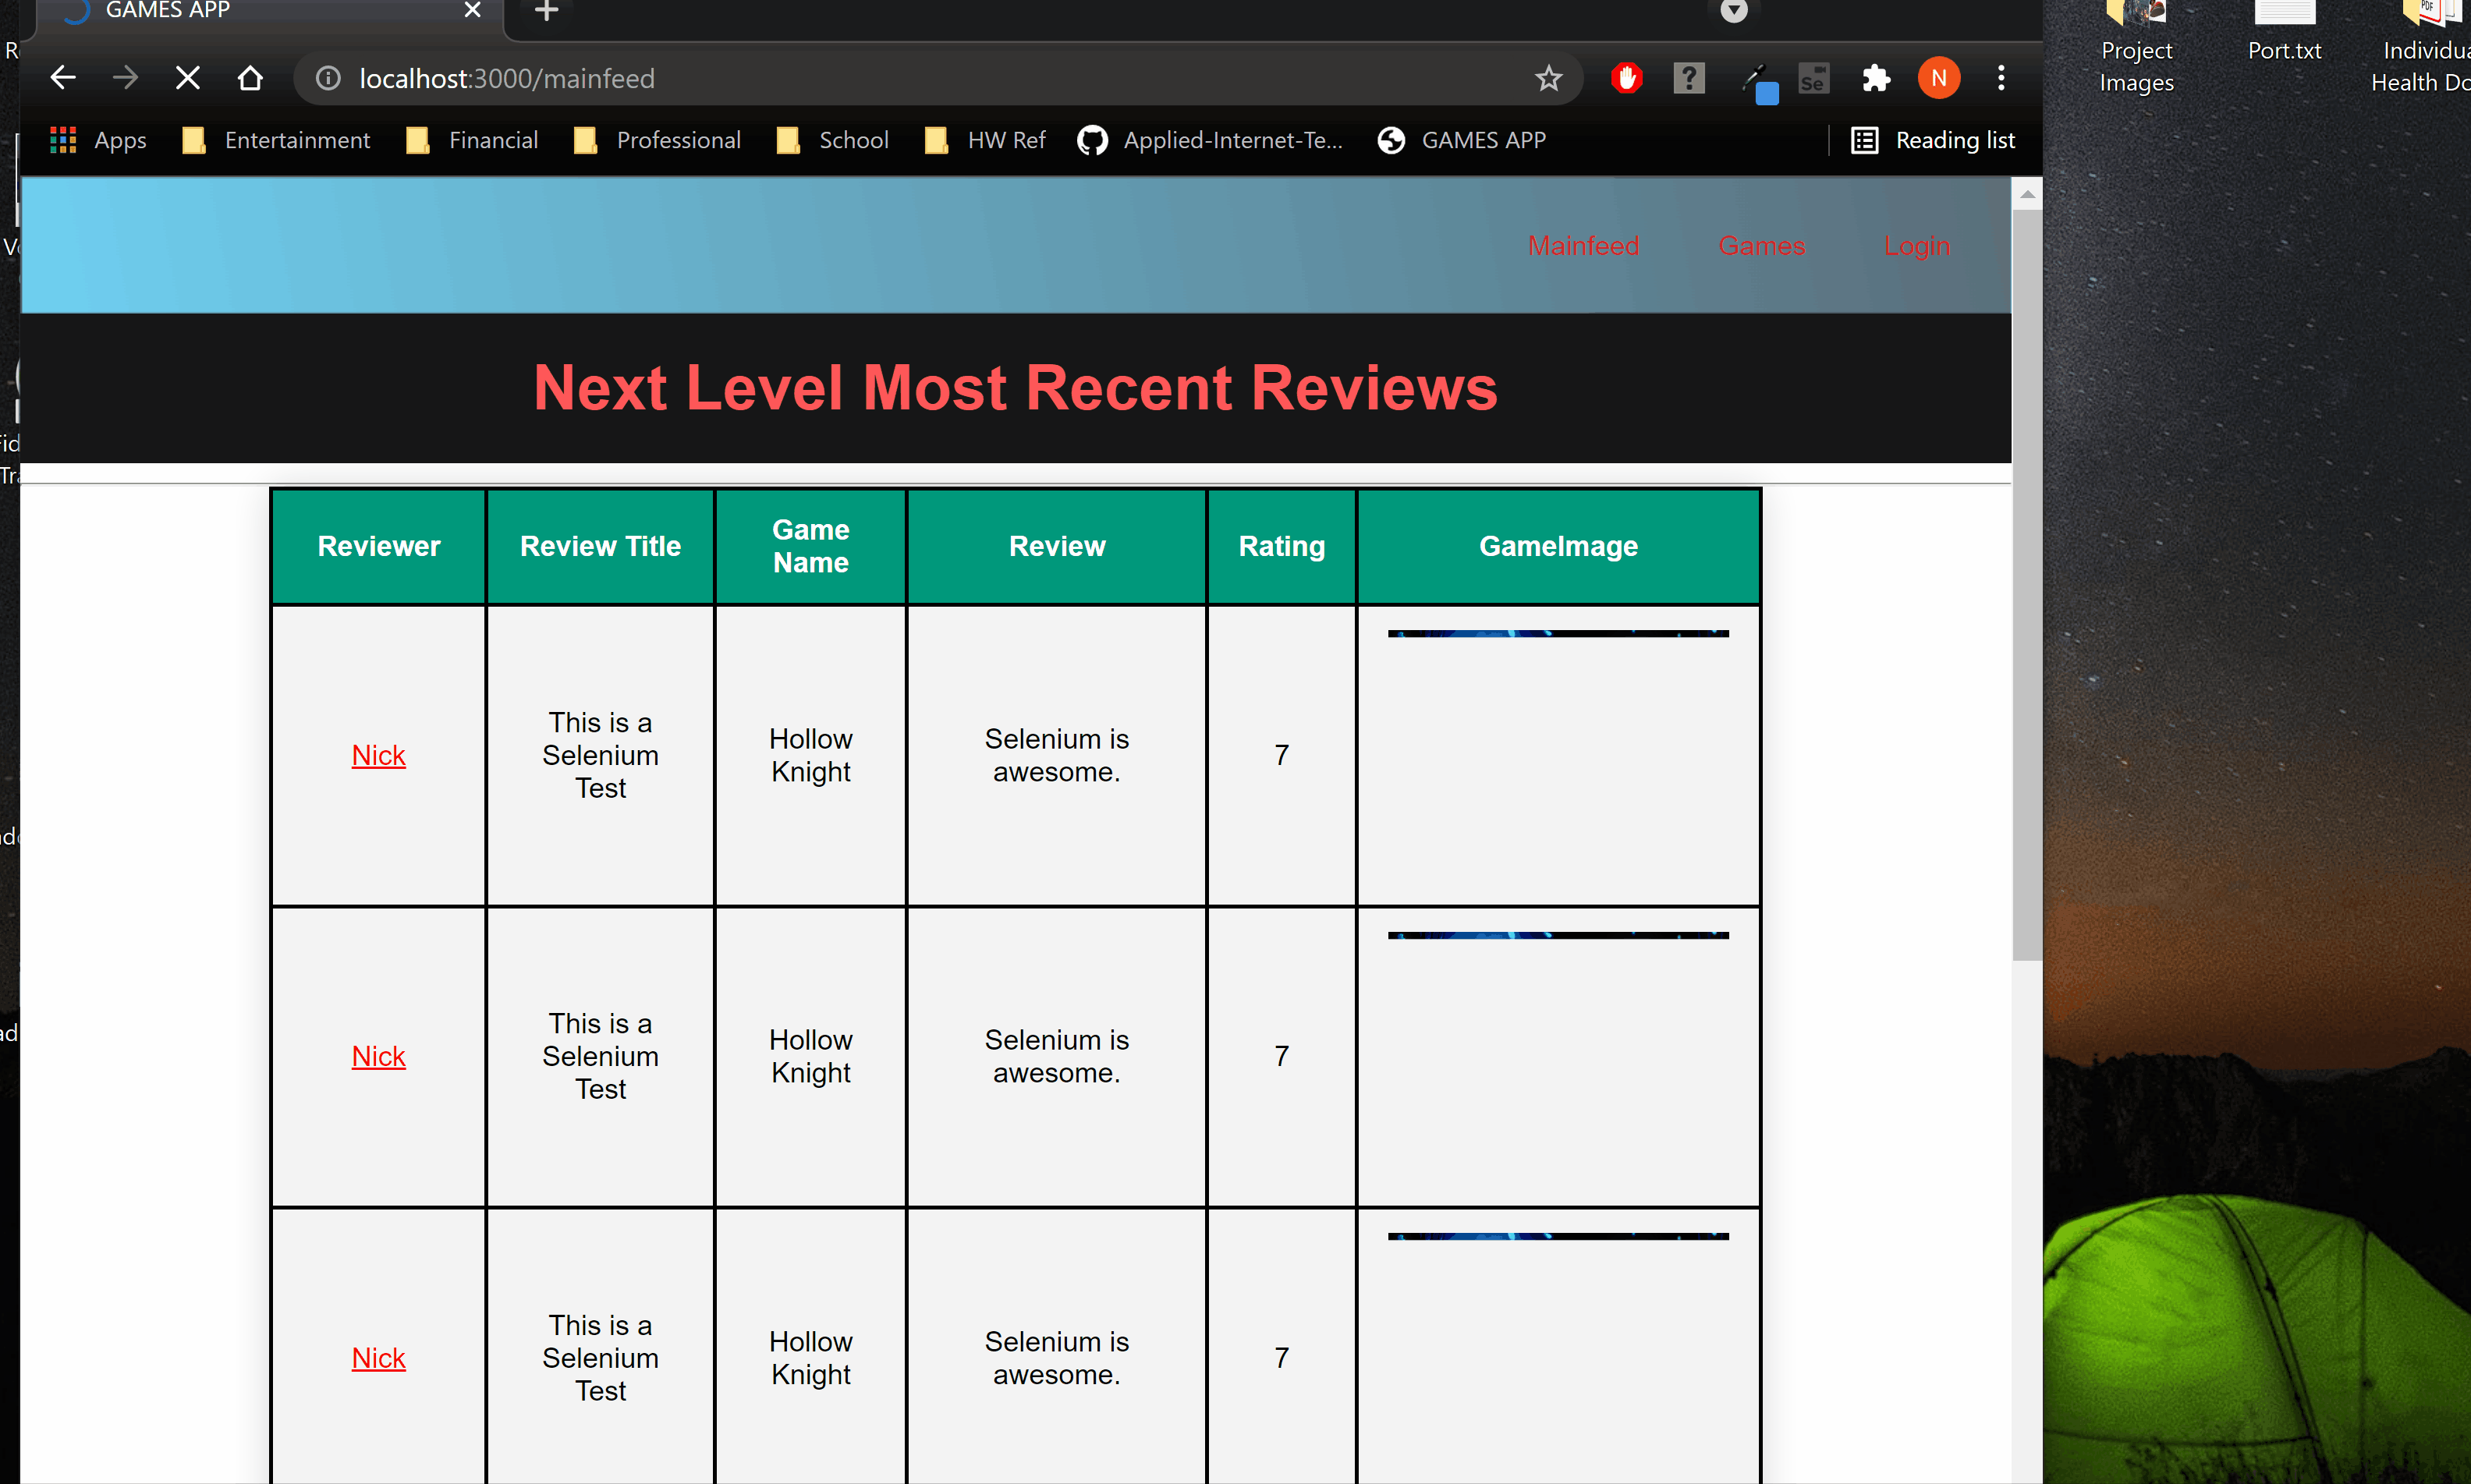 GAMES APP
localhost:3000/mainfeed
Se
N
Apps
Entertainment
Financial
Professional
School
HW Ref
Applied-Internet-Te...
GAMES APP
Reading list
Project
Images
Port.txt
PDF
Mainfeed
Games
Login
Next Level Most Recent Reviews
Reviewer
Review Title
Game
Name
Review
Rating
GameImage
Nick
This is a
Selenium
Test
Hollow
Knight
Selenium is
awesome.
7
Nick
This is a
Selenium
Test
Hollow
Knight
Selenium is
awesome.
7
Nick
This is a
Selenium
Test
Hollow
Knight
Selenium is
awesome.
7